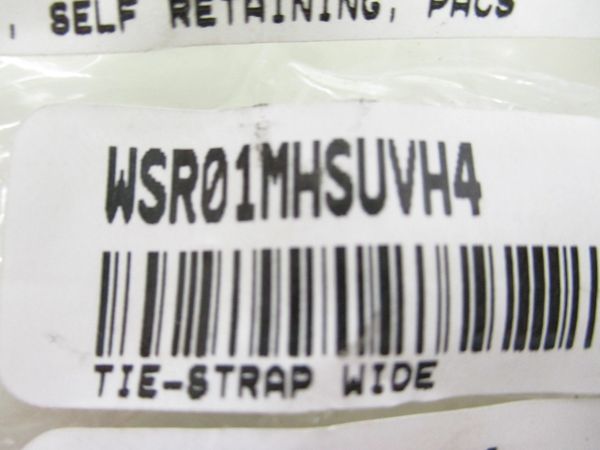 , SELF RETAINING, PACS
WSR01MHSUVH4
TIE-STRAP WIDE